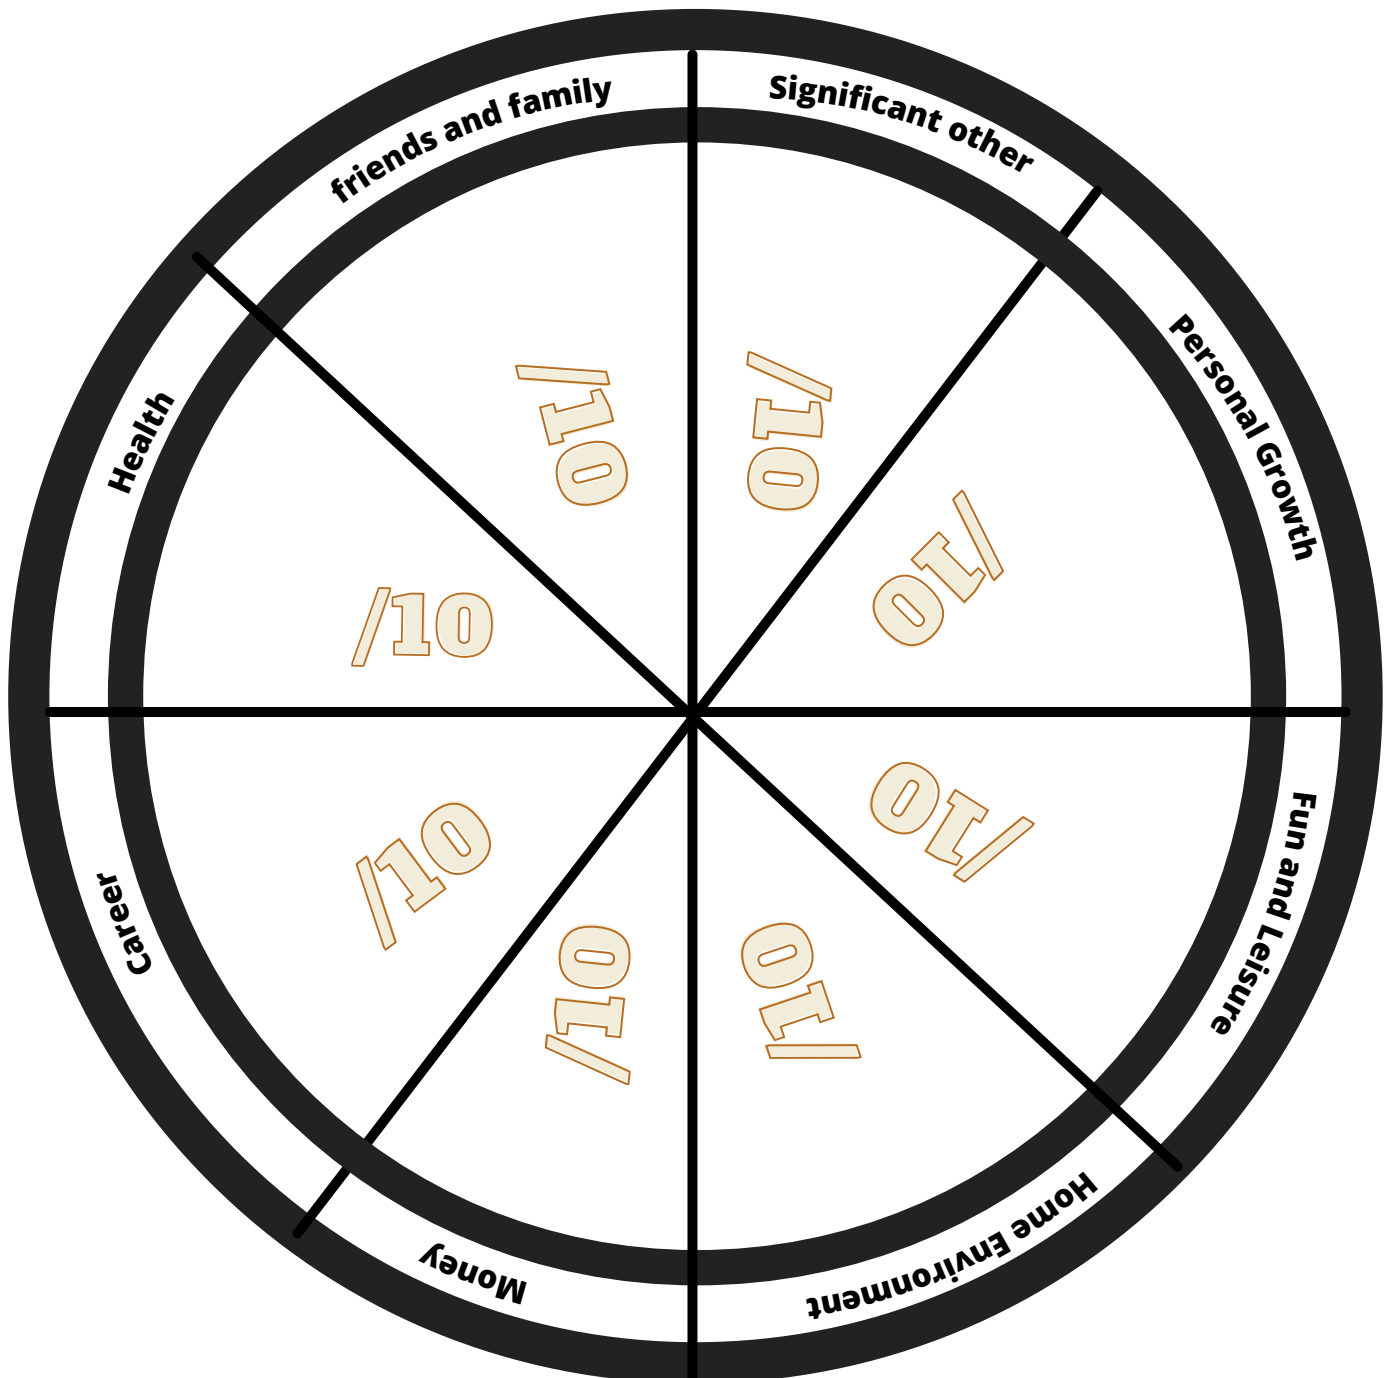 Significant other
Personal Growth
Fun and Leisure
Home Environment
Money
Career
Health
friends and family
/10
/10
/10
/10
/10
/10
/10
/10